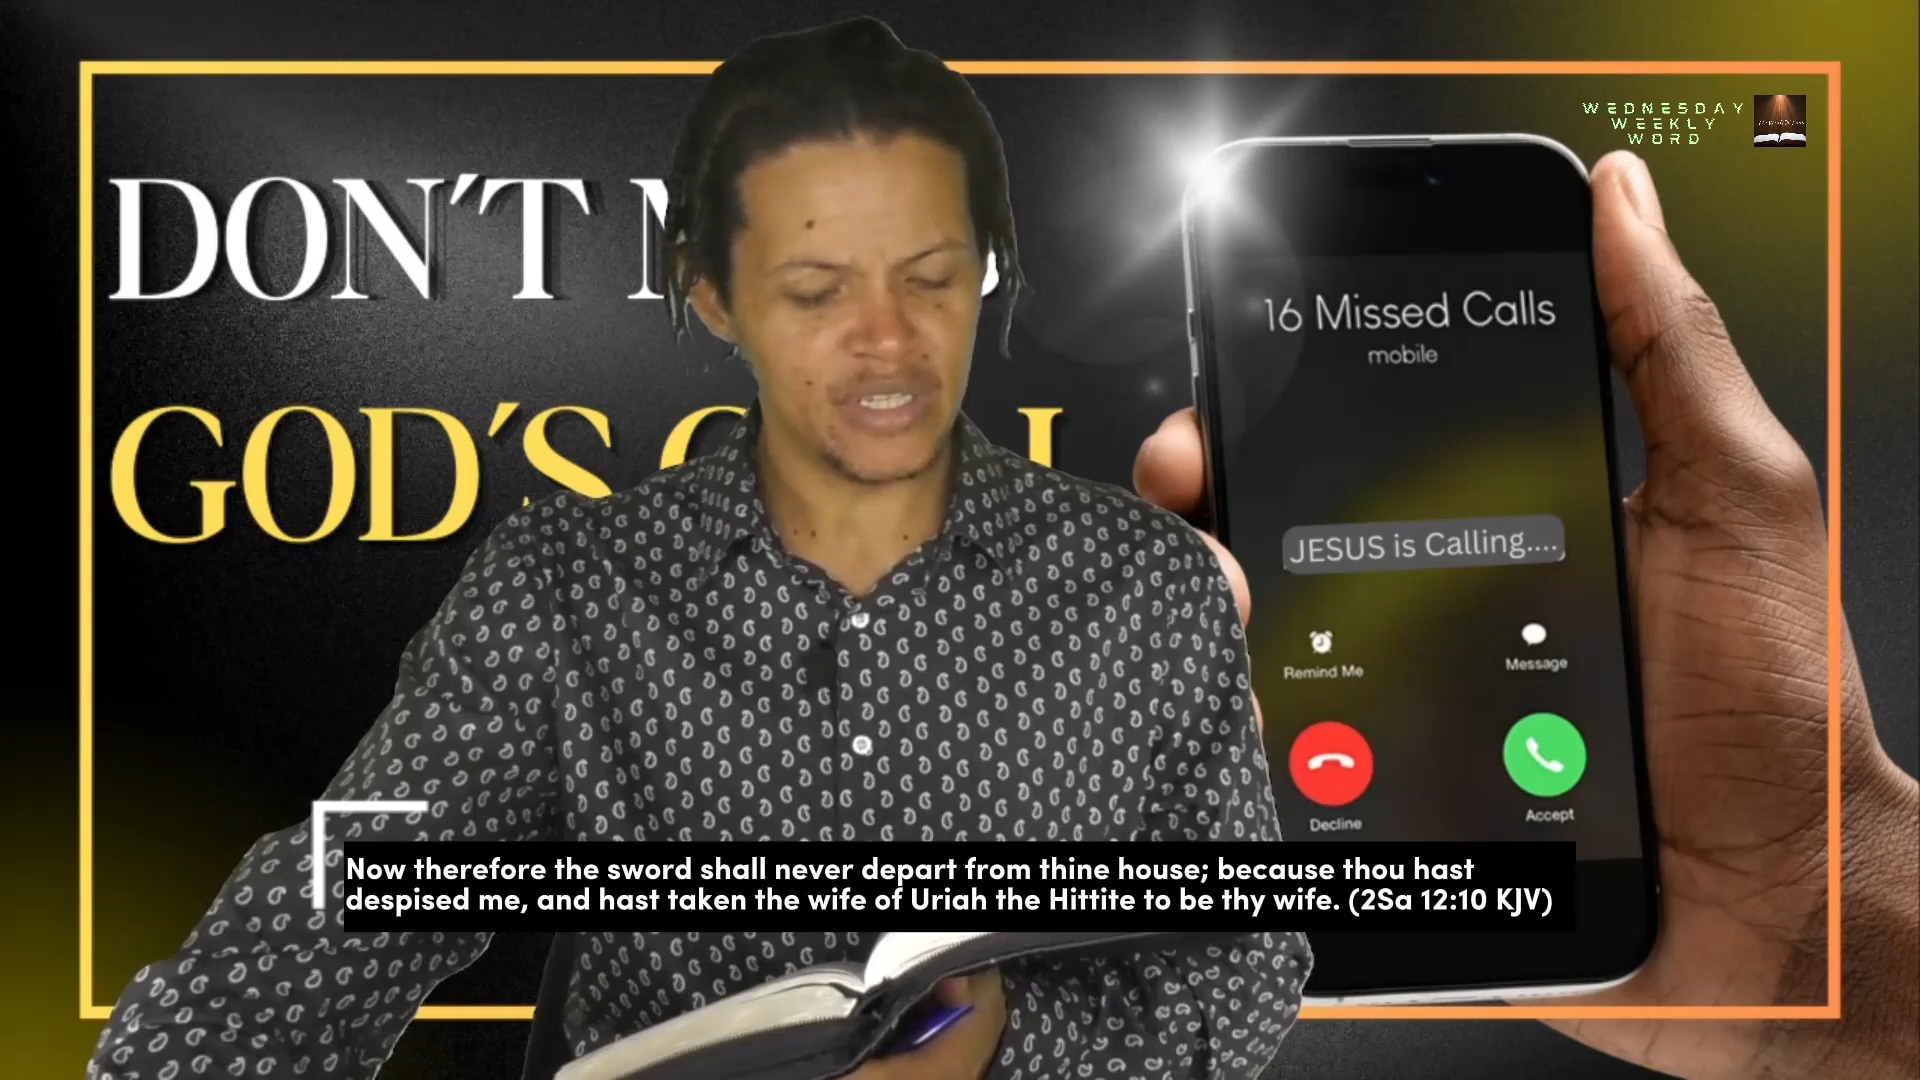 DON'T
GOD'S
WEDNESDAY
WEEKLY
WORD
16 Missed Calls
mobile
JESUS is Calling....
Remind Me
Message
Decline
Accept
Now therefore the sword shall never depart from thine house; because thou hast
despised me, and hast taken the wife of Uriah the Hittite to be thy wife. (2Sa 12:10 KJV)